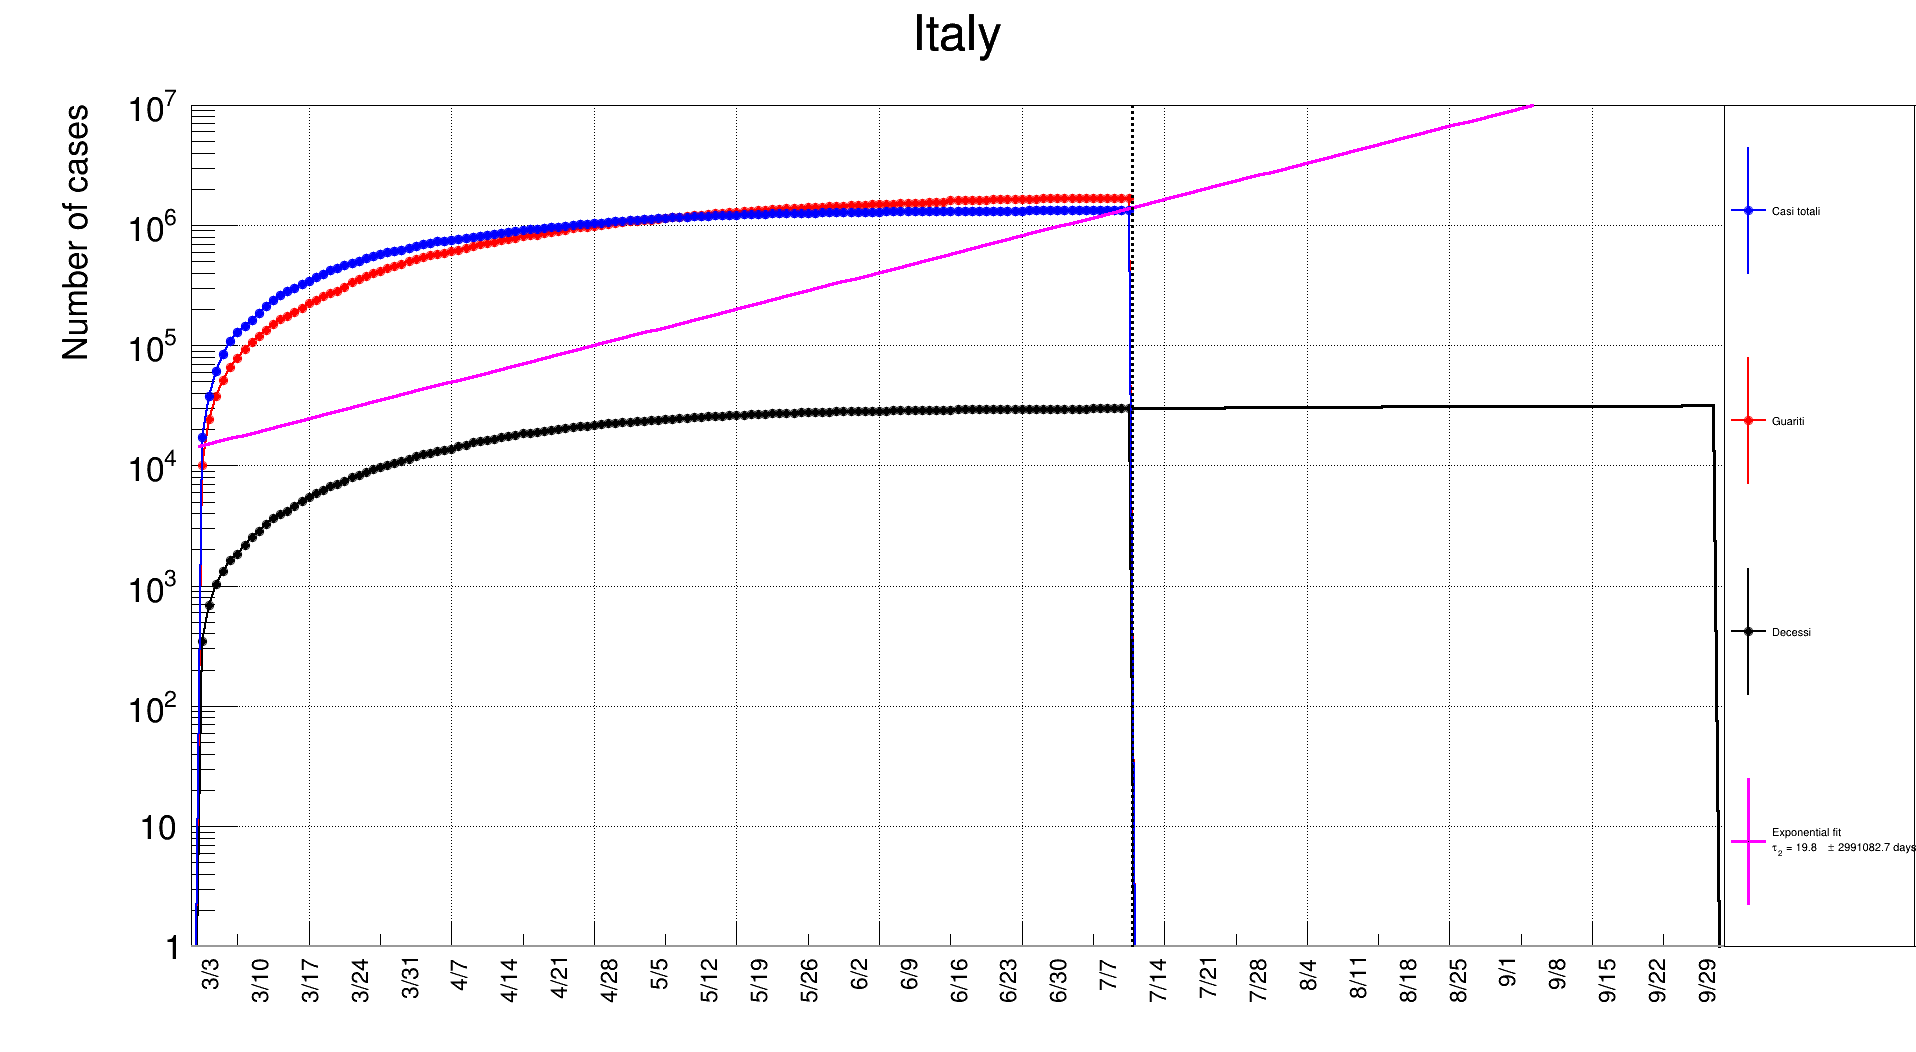 Italy
Number of cases
10^7
10^6
10^5
10^4
10^3
10^2
10
1
3/3 3/10 3/17 3/24 3/31 4/7 4/14 4/21 4/28 5/5 5/12 5/19 5/26 6/2 6/9 6/16 6/23 6/30 7/7 7/14 7/21 7/28 8/4 8/11 8/18 8/25 9/1 9/8 9/15 9/22 9/29
Casi totali
Guariti
Decessi
Exponential fit
τ_2 = 19.8 ± 2991082.7 days